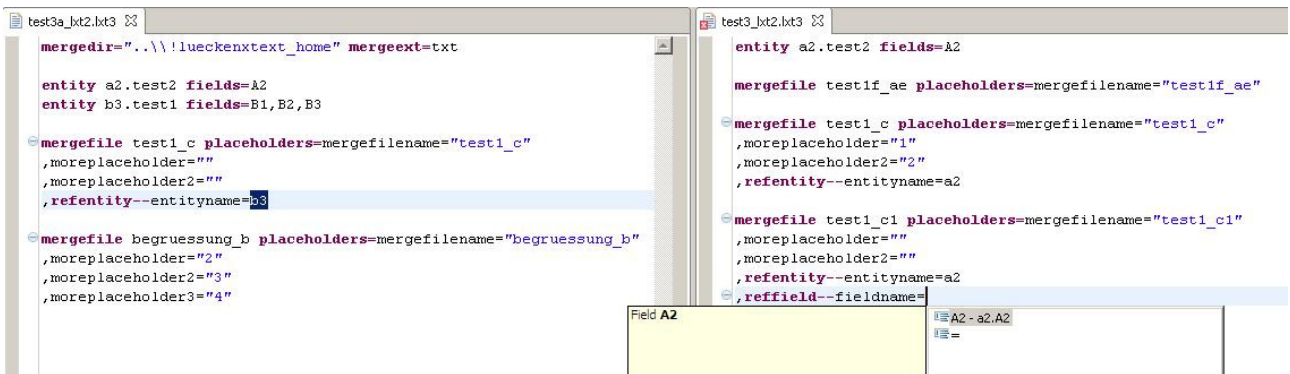 test3a_lxt2.lxt3
mergedir="..\\!lueckenxtext_home" mergeext=txt
entity a2.test2 fields=A2
entity b3.test1 fields=B1,B2,B3
mergefile test1_c placeholders=mergefilename="test1_c"
,moreplaceholder=""
,moreplaceholder2=""
,refentity--entityname=b3
mergefile begruessung_b placeholders=mergefilename="begruessung_b"
,moreplaceholder="2"
,moreplaceholder2="3"
,moreplaceholder3="4"
test3_lxt2.lxt3
entity a2.test2 fields=A2
mergefile test1f_ae placeholders=mergefilename="test1f_ae"
mergefile test1_c placeholders=mergefilename="test1_c"
,moreplaceholder="1"
,moreplaceholder2="2"
,refentity--entityname=a2
mergefile test1_c1 placeholders=mergefilename="test1_c1"
,moreplaceholder=""
,moreplaceholder2=""
,refentity--entityname=a2
,reffield--fieldname=
Field A2
A2 - a2.A2
=